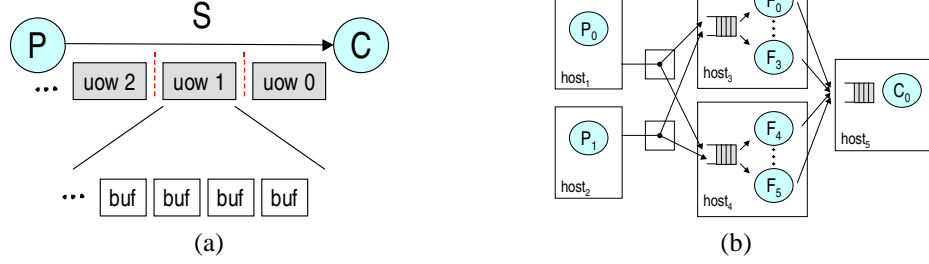 S
P
C
... uow 2 uow 1 uow 0
... buf buf buf buf
(a)
P0
host1
P1
host2
F0
F3
host3
F4
F5
host4
C0
host5
(b)